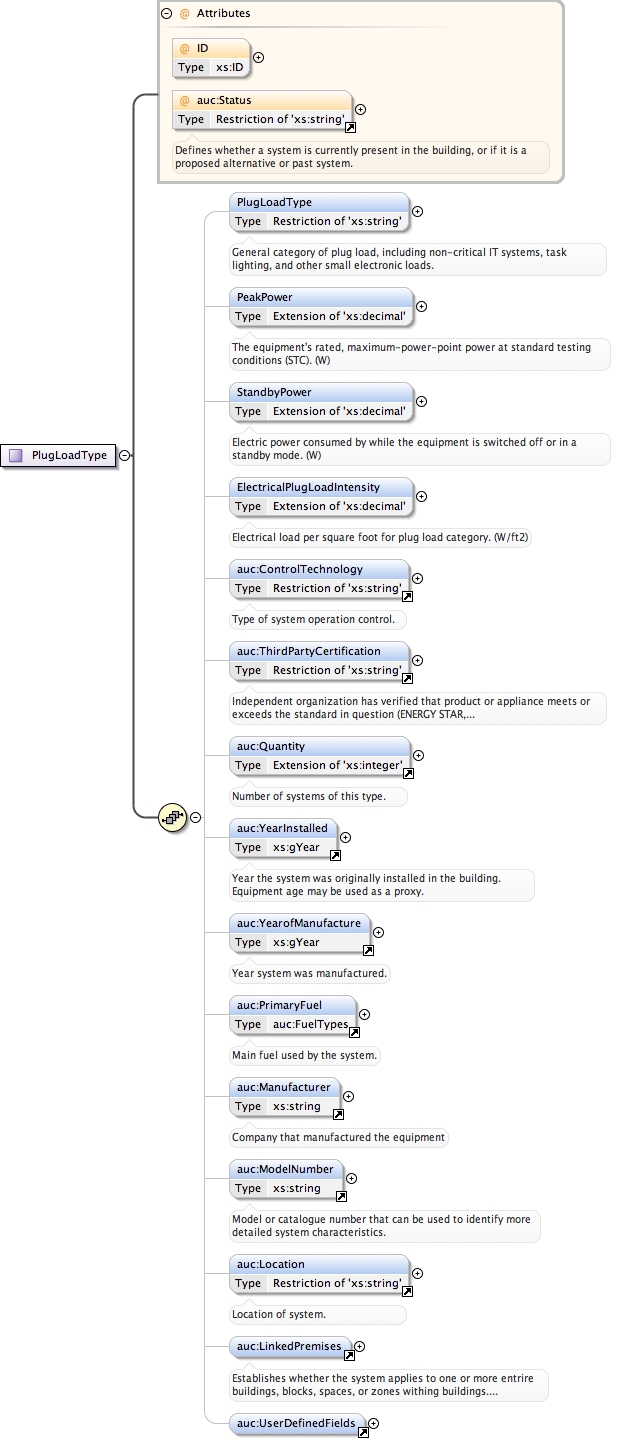 @ Attributes
@ ID
Type xs:ID
@ auc:Status
Type Restriction of 'xs:string'
Defines whether a system is currently present in the building, or if it is a
proposed alternative or past system.
PlugLoadType
PlugLoadType
Type Restriction of 'xs:string'
General category of plug load, including non-critical IT systems, task
lighting, and other small electronic loads.
PeakPower
Type Extension of 'xs:decimal'
The equipment's rated, maximum-power-point power at standard testing
conditions (STC). (W)
StandbyPower
Type Extension of 'xs:decimal'
Electric power consumed by while the equipment is switched off or in a
standby mode. (W)
ElectricalPlugLoadIntensity
Type Extension of 'xs:decimal'
Electrical load per square foot for plug load category. (W/ft2)
auc:ControlTechnology
Type Restriction of 'xs:string'
Type of system operation control.
auc:ThirdPartyCertification
Type Restriction of 'xs:string'
Independent organization has verified that product or appliance meets or
exceeds the standard in question (ENERGY STAR,...
auc:Quantity
Type Extension of 'xs:integer'
Number of systems of this type.
auc:YearInstalled
Type xs:gYear
Year the system was originally installed in the building.
Equipment age may be used as a proxy.
auc:YearofManufacture
Type xs:gYear
Year system was manufactured.
auc:PrimaryFuel
Type auc:FuelTypes
Main fuel used by the system.
auc:Manufacturer
Type xs:string
Company that manufactured the equipment
auc:ModelNumber
Type xs:string
Model or catalogue number that can be used to identify more
detailed system characteristics.
auc:Location
Type Restriction of 'xs:string'
Location of system.
auc:LinkedPremises
Establishes whether the system applies to one or more entrire
buildings, blocks, spaces, or zones withing buildings....
auc:UserDefinedFields